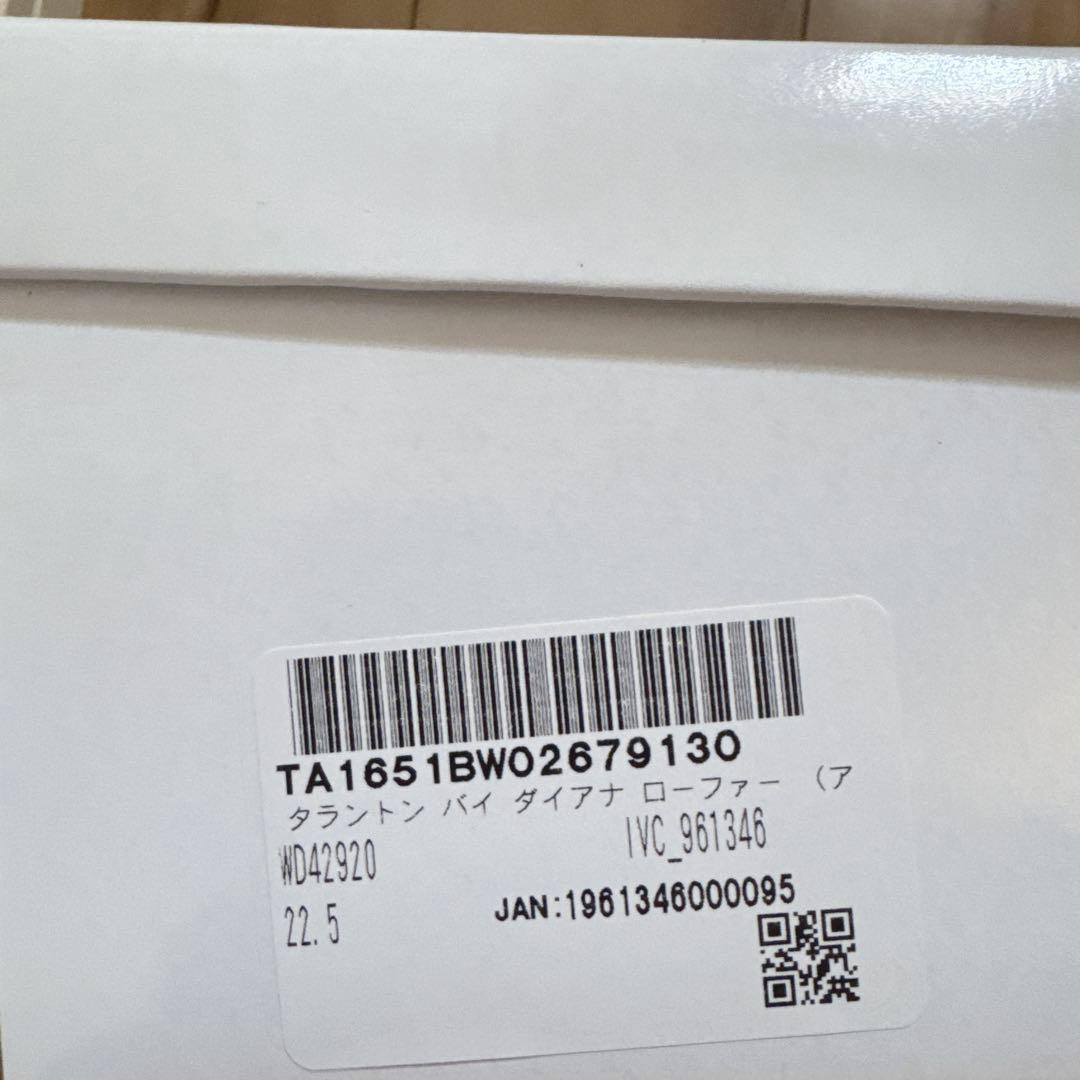 TA1651BW02679130
タラントン バイ ダイアナ ローファー (ア
WD42920 IVC_961346
22.5 JAN:1961346000095